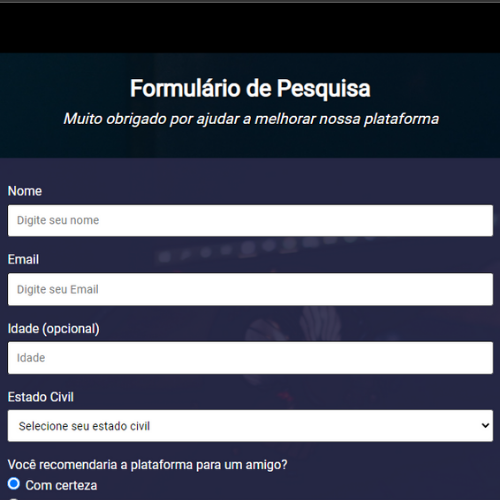 Formulário de Pesquisa
Muito obrigado por ajudar a melhorar nossa plataforma
Nome
Digite seu nome
Email
Digite seu Email
Idade (opcional)
Idade
Estado Civil
Selecione seu estado civil
Você recomendaria a plataforma para um amigo?
Com certeza